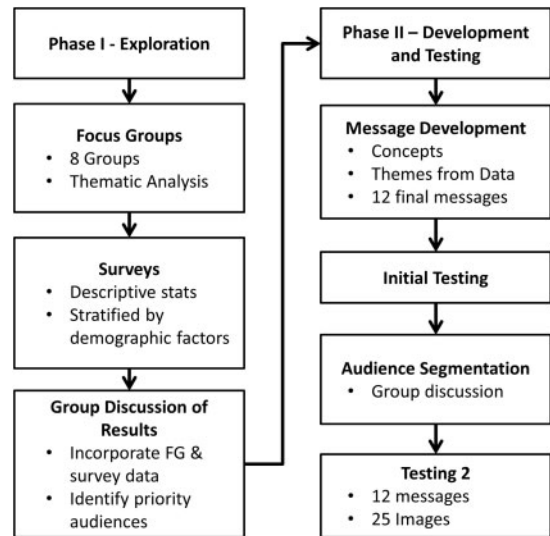 Phase I - Exploration
Focus Groups
• 8 Groups
• Thematic Analysis
Surveys
• Descriptive stats
• Stratified by
demographic factors
Group Discussion of
Results
• Incorporate FG &
survey data
• Identify priority
audiences
Phase II – Development
and Testing
Message Development
• Concepts
• Themes from Data
• 12 final messages
Initial Testing
Audience Segmentation
• Group discussion
Testing 2
• 12 messages
• 25 Images